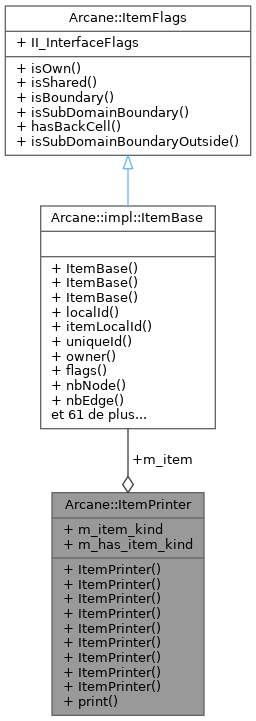 Arcane::ItemFlags
+ II_InterfaceFlags
+ isOwn()
+ isShared()
+ isBoundary()
+ isSubDomainBoundary()
+ hasBackCell()
+ isSubDomainBoundaryOutside()
Arcane::impl::ItemBase
+ ItemBase()
+ ItemBase()
+ ItemBase()
+ localId()
+ itemLocalId()
+ uniqueId()
+ owner()
+ flags()
+ nbNode()
+ nbEdge()
et 61 de plus...
+m_item
Arcane::ItemPrinter
+ m_item_kind
+ m_has_item_kind
+ ItemPrinter()
+ ItemPrinter()
+ ItemPrinter()
+ ItemPrinter()
+ ItemPrinter()
+ ItemPrinter()
+ ItemPrinter()
+ ItemPrinter()
+ ItemPrinter()
+ print()